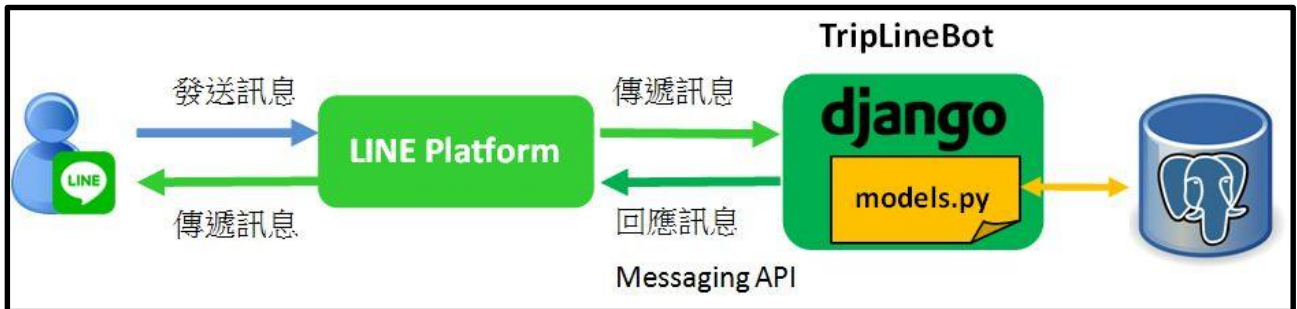 TripLineBot
發送訊息
傳遞訊息
django
LINE Platform
LINE
models.py
傳遞訊息
回應訊息
Messaging API